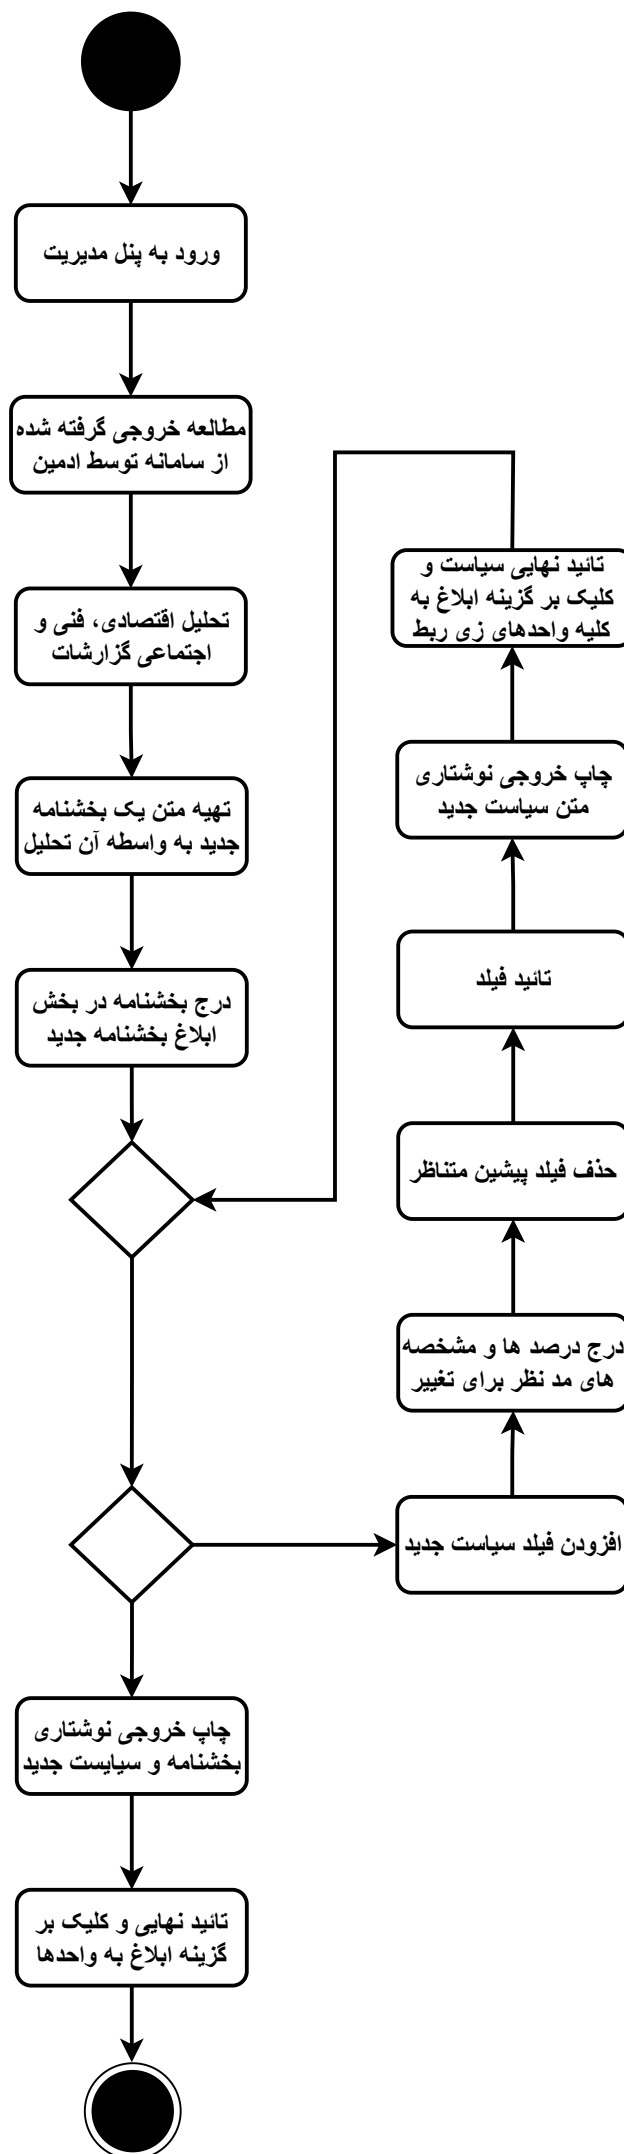 ورود به پنل مدیریت
مطالعه خروجی گرفته شده
از سامانه توسط ادمین
تحلیل اقتصادی، فنی و
اجتماعی گزارشات
تهیه متن یک بخشنامه
جدید به واسطه آن تحلیل
درج بخشنامه در بخش
ابلاغ بخشنامه جدید
افزودن فیلد سیاست جدید
درج درصد ها و مشخصه
های مد نظر برای تغییر
حذف فیلد پیشین متناظر
تائید فیلد
چاپ خروجی نوشتاری
متن سیاست جدید
تائید نهایی سیاست و
کلیک بر گزینه ابلاغ به
کلیه واحدهای زی ربط
چاپ خروجی نوشتاری
بخشنامه و سیایست جدید
تائید نهایی و کلیک بر
گزینه ابلاغ به واحدها